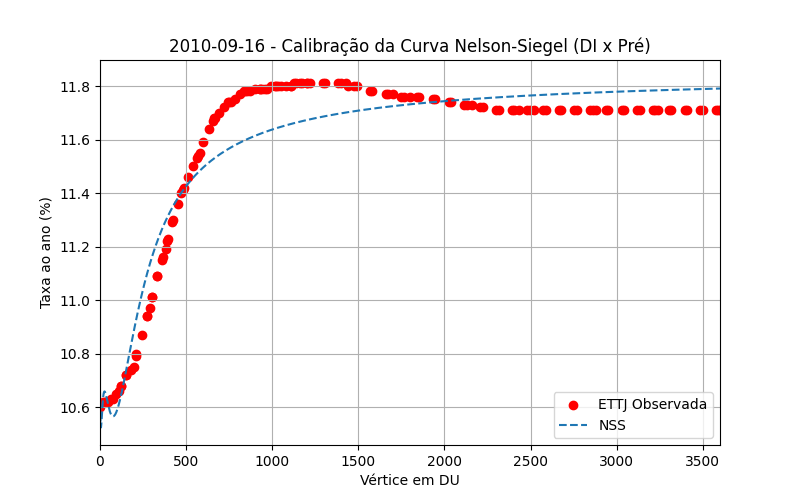 2010-09-16 - Calibração da Curva Nelson-Siegel (DI x Pré)
Taxa ao ano (%)
11.8
11.6
11.4
11.2
11.0
10.8
10.6
0 500 1000 1500 2000 2500 3000 3500
Vértice em DU
ETTJ Observada
NSS